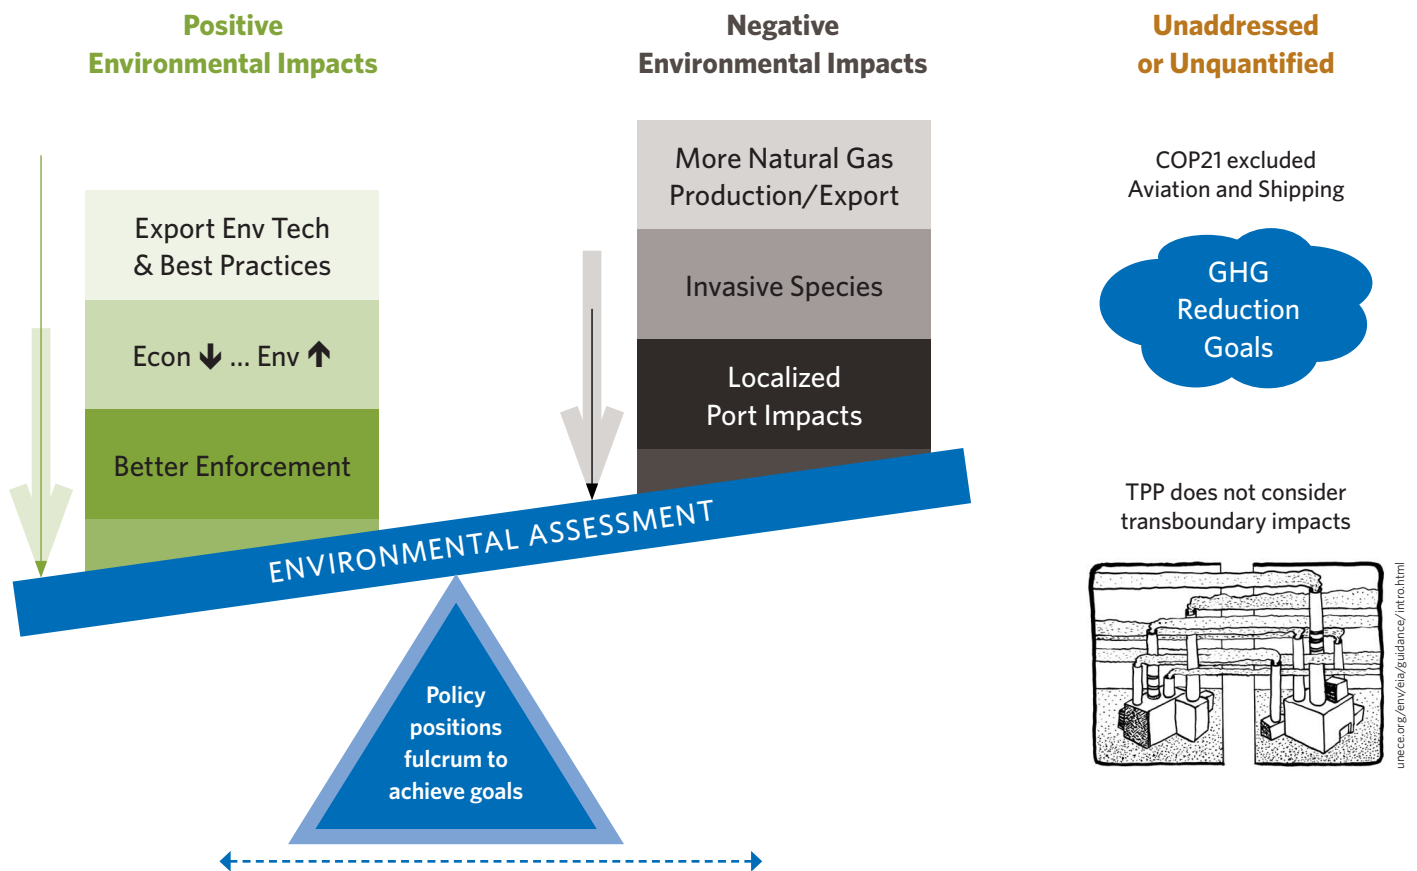 Positive
Environmental Impacts
Export Env Tech
& Best Practices
Econ ↓ ... Env ↑
Better Enforcement
Negative
Environmental Impacts
More Natural Gas
Production/Export
Invasive Species
Localized
Port Impacts
ENVIRONMENTAL ASSESSMENT
Policy
positions
fulcrum to
achieve goals
Unaddressed
or Unquantified
COP21 excluded
Aviation and Shipping
GHG
Reduction
Goals
TPP does not consider
transboundary impacts
unece.org/env/eia/guidance/intro.html